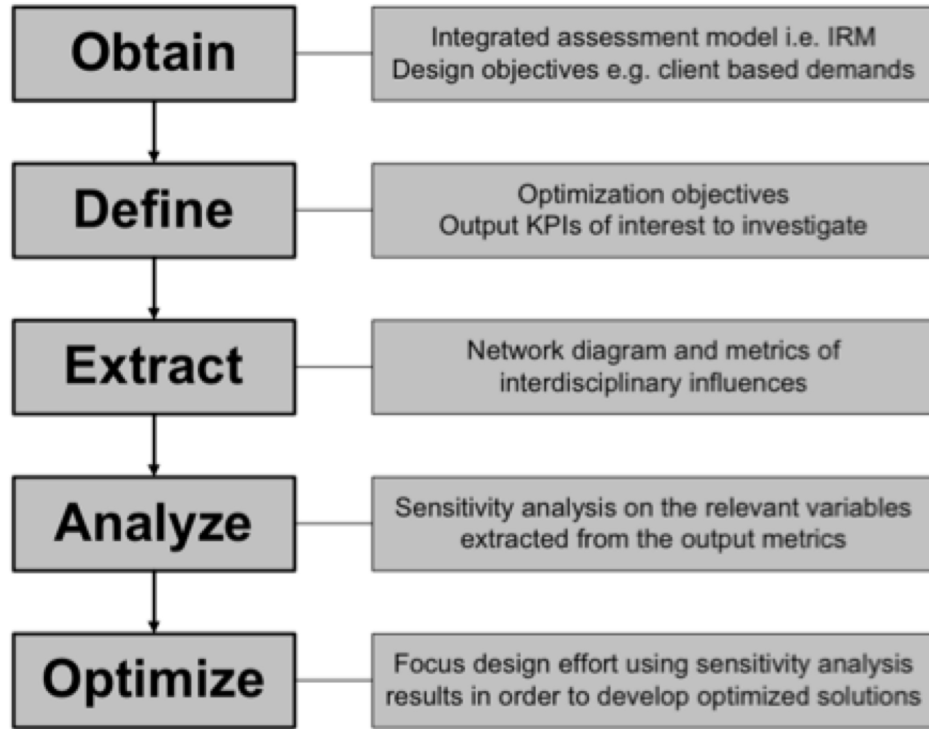 Obtain
Integrated assessment model i.e. IRM
Design objectives e.g. client based demands
Define
Optimization objectives
Output KPIs of interest to investigate
Extract
Network diagram and metrics of
interdisciplinary influences
Analyze
Sensitivity analysis on the relevant variables
extracted from the output metrics
Optimize
Focus design effort using sensitivity analysis
results in order to develop optimized solutions